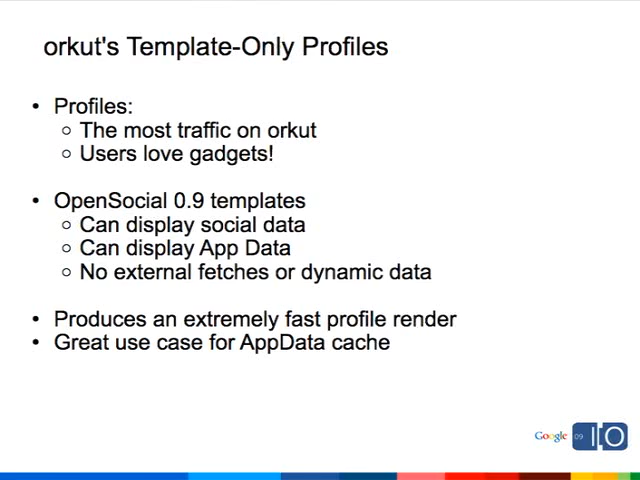 orkut's Template-Only Profiles
• Profiles:
○ The most traffic on orkut
○ Users love gadgets!
• OpenSocial 0.9 templates
○ Can display social data
○ Can display App Data
○ No external fetches or dynamic data
• Produces an extremely fast profile render
• Great use case for AppData cache
Google 09 I/O